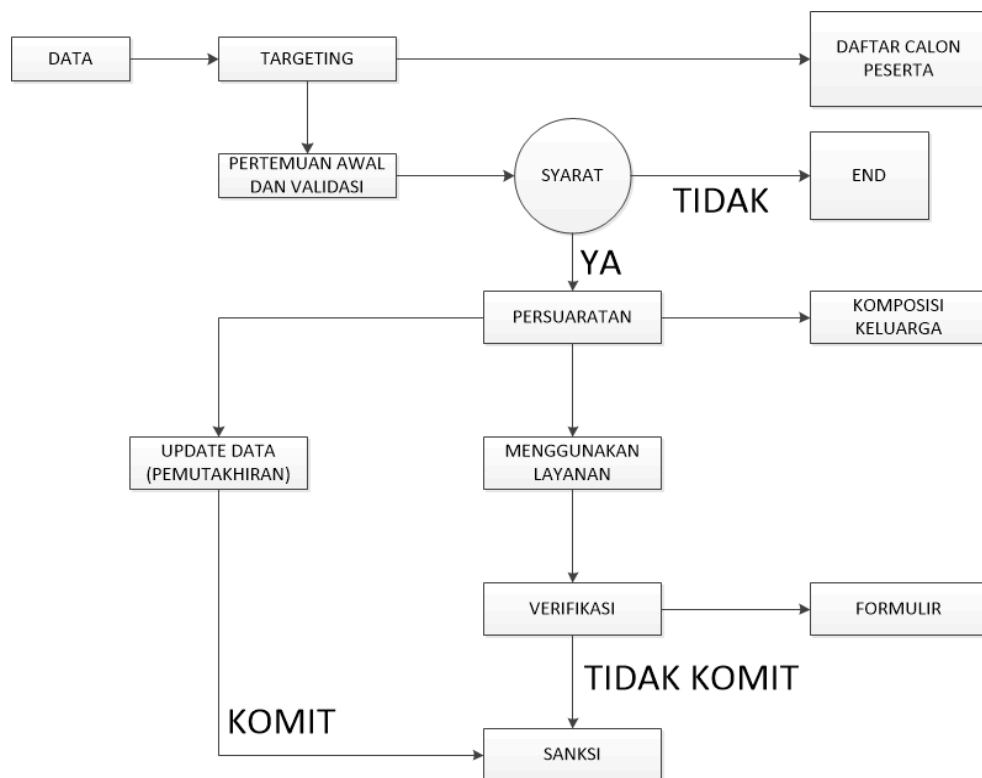 DATA
TARGETING
DAFTAR CALON
PESERTA
PERTEMUAN AWAL
DAN VALIDASI
SYARAT
TIDAK
END
YA
PERSUARATAN
KOMPOSISI
KELUARGA
UPDATE DATA
(PEMUTAKHIRAN)
MENGGUNAKAN
LAYANAN
VERIFIKASI
FORMULIR
TIDAK KOMIT
KOMIT
SANKSI